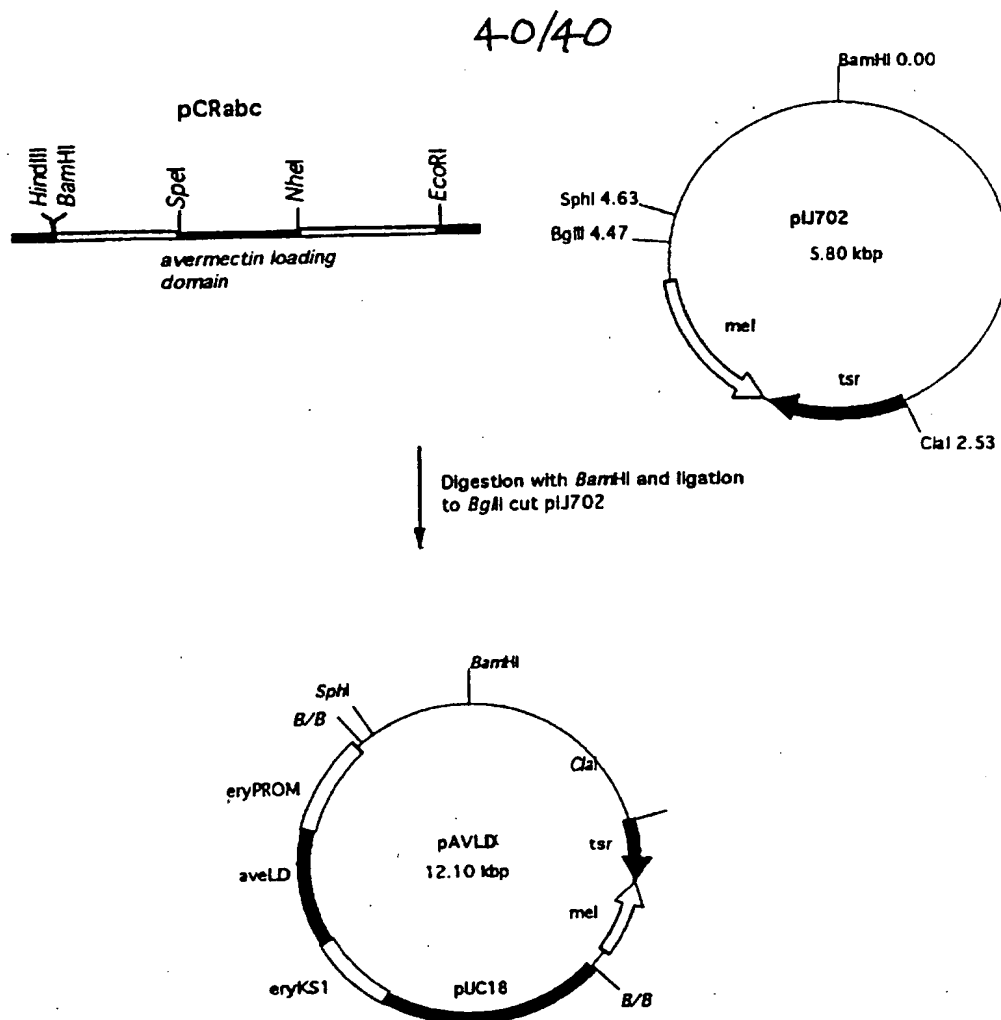 40/40
pCRabc
HindIII
BamHI
SpeI
NheI
EcoRI
avermectin loading
domain
BamHI 0.00
SphI 4.63
BglII 4.47
pIJ702
5.80 kbp
mel
tsr
ClaI 2.53
Digestion with BamHI and ligation
to BglII cut pIJ702
BamHI
SphI
B/B
ClaI
eryPROM
pAVLD
12.10 kbp
tsr
aveLD
mel
eryKS1
pUC18
B/B